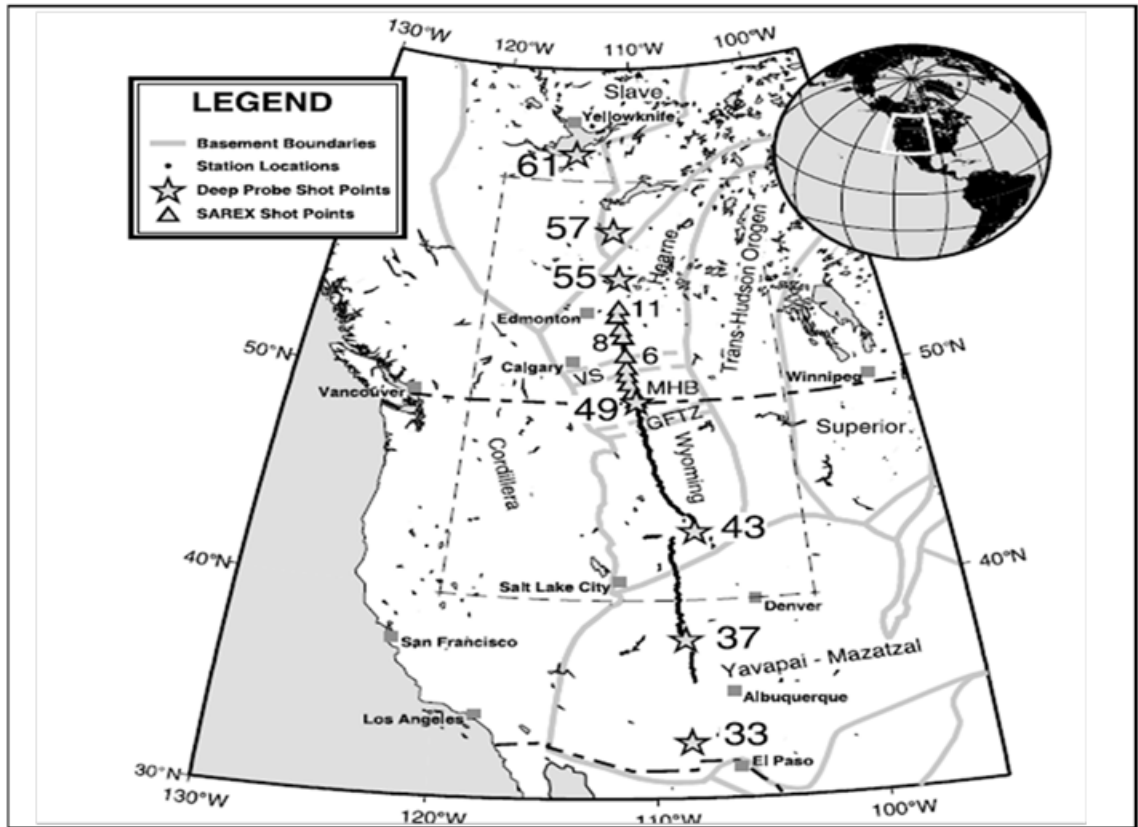 130°W
120°W
110°W
100°W
LEGEND
Basement Boundaries
Station Locations
Deep Probe Shot Points
SAREX Shot Points
Slave
Yellowknife
61
57
Hearne
Trans-Hudson Orogen
55
11
Edmonton
8
6
50°N
50°N
Calgary
VS
MHB
Winnipeg
Vancouver
49
GFTZ
Superior
Cordillera
Wyoming
43
40°N
40°N
Salt Lake City
Denver
37
San Francisco
Yavapai - Mazatzal
Albuquerque
Los Angeles
33
El Paso
30°N
130°W
120°W
110°W
100°W